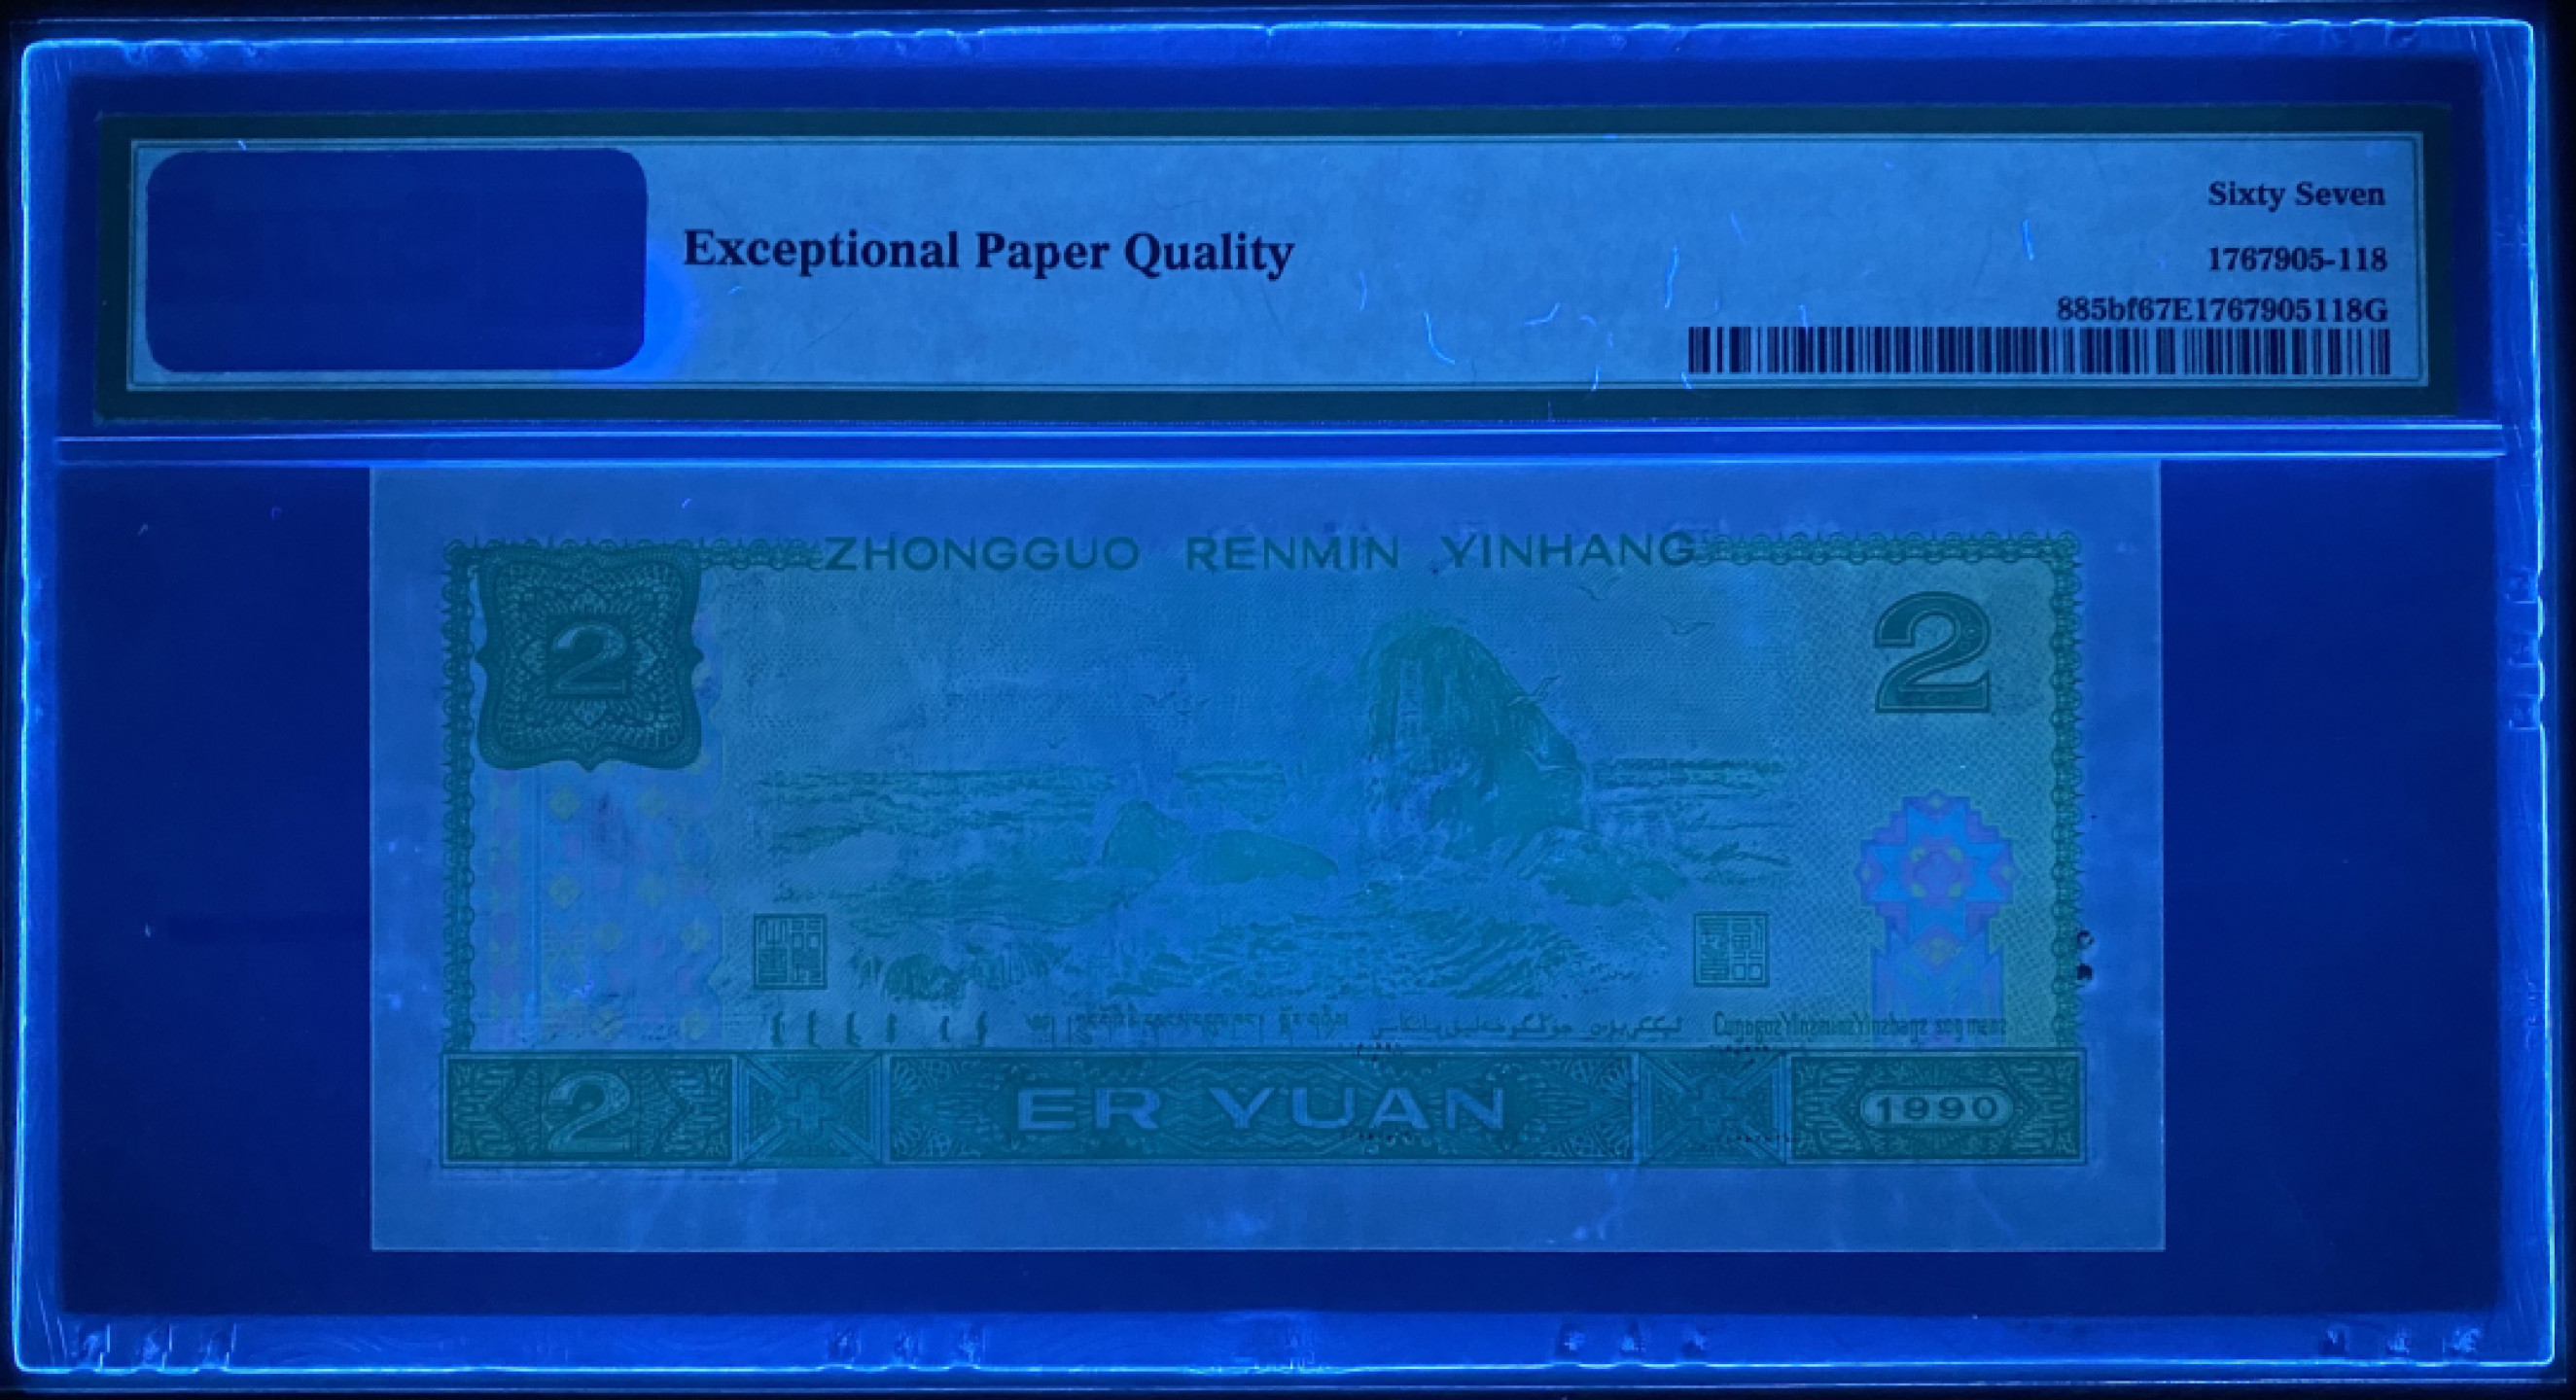 Sixty Seven
Exceptional Paper Quality
1767905-118
885bf67E1767905118G
ZHONGGUO RENMIN YINHANG
2
2
2
ER YUAN
1990